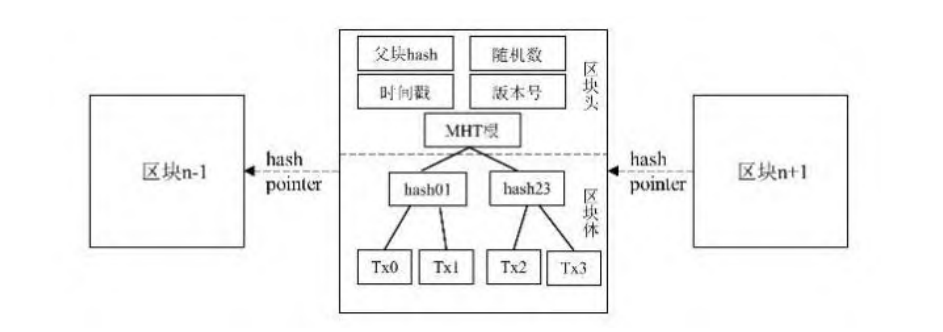 父块hash
随机数
时间戳
版本号
区块头
MHT根
区块n-1
hash
pointer
hash01
hash23
区块体
Tx0
Tx1
Tx2
Tx3
hash
pointer
区块n+1